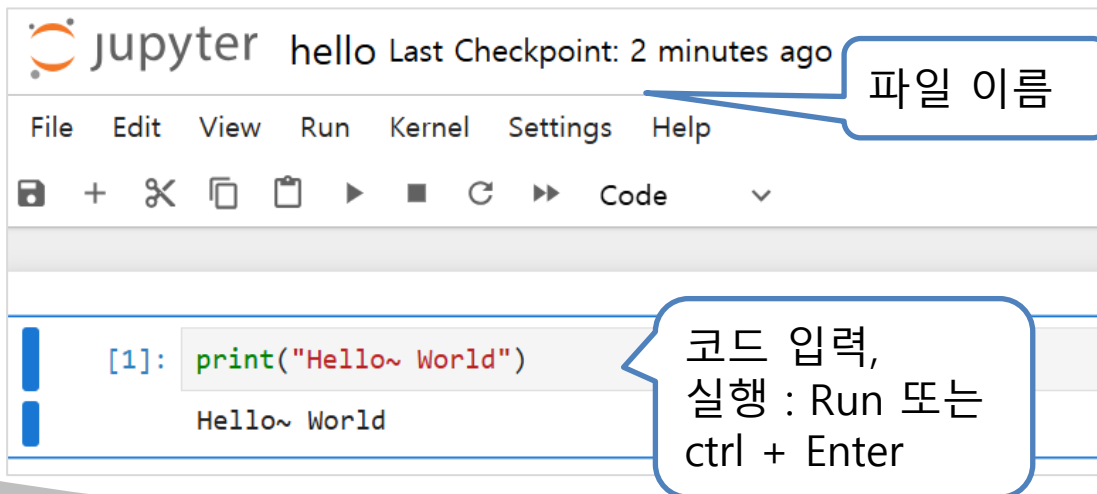 jupyter hello Last Checkpoint: 2 minutes ago
파일 이름
File Edit View Run Kernel Settings Help
Code
[1]: print("Hello~ World")
Hello~ World
코드 입력,
실행 : Run 또는
ctrl + Enter